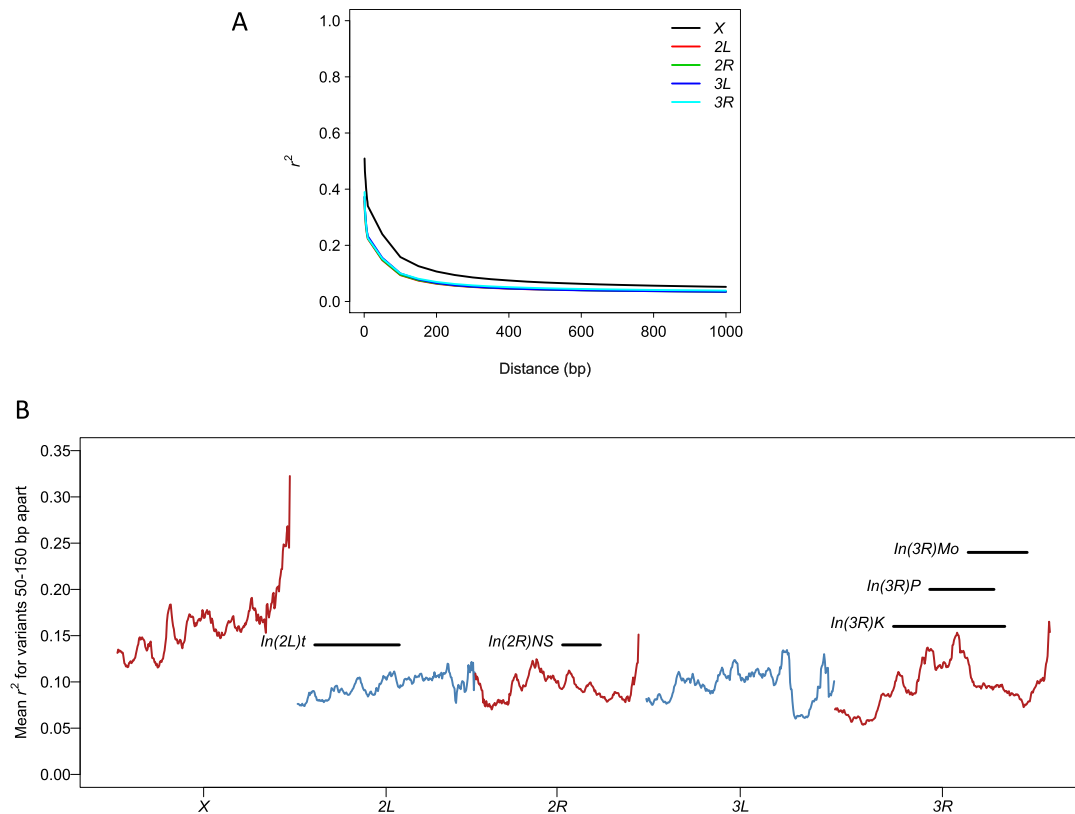 A
1.0
0.8
0.6
0.4
0.2
0.0
r²
X
2L
2R
3L
3R
0 200 400 600 800 1000
Distance (bp)
B
Mean r² for variants 50-150 bp apart
0.35
0.30
0.25
0.20
0.15
0.10
0.05
0.00
In(3R)Mo
In(3R)P
In(3R)K
In(2L)t
In(2R)NS
X 2L 2R 3L 3R